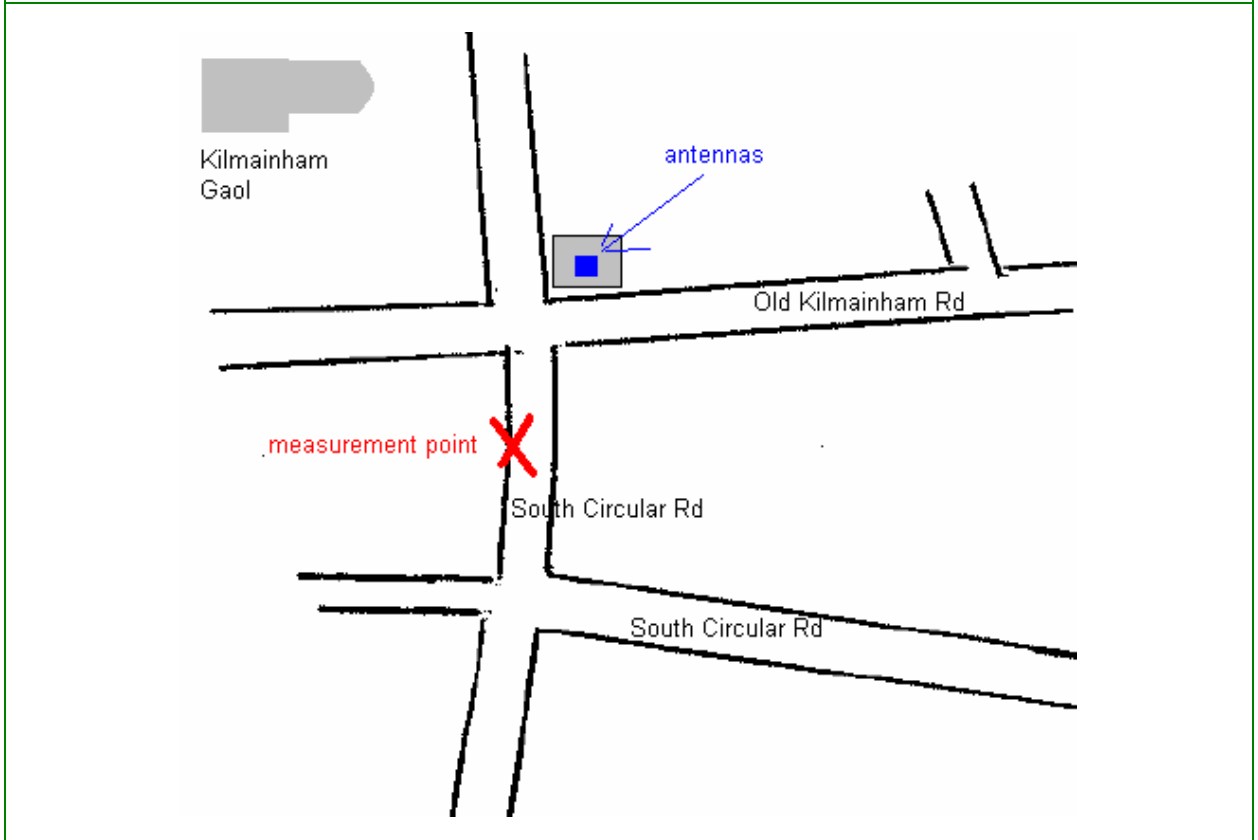 Kilmainham
Gaol
antennas
Old Kilmainham Rd
measurement point
South Circular Rd
South Circular Rd